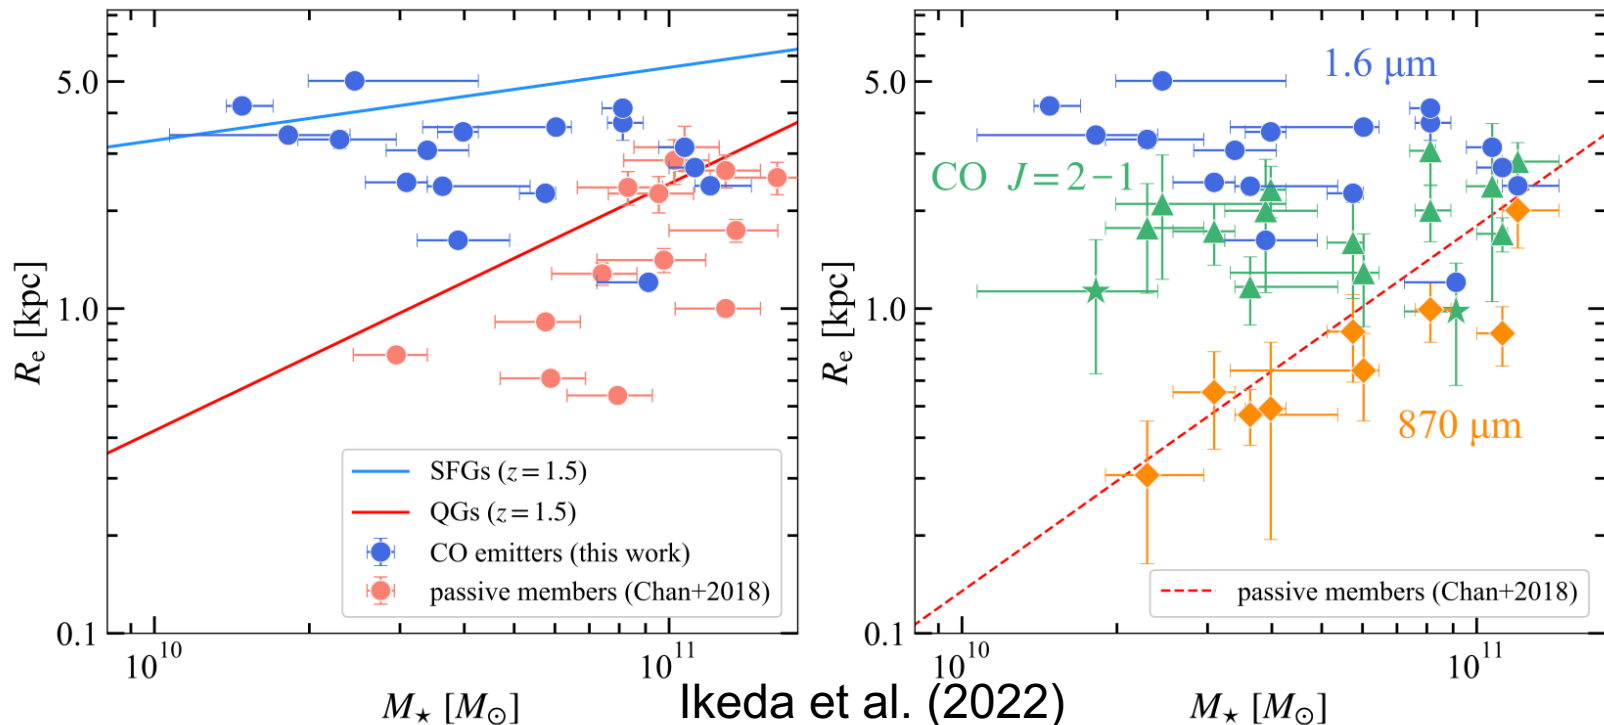 5.0
1.0
0.1
R_e [kpc]
10^10
10^11
M_⋆ [M_⊙]
SFGs (z = 1.5)
QGs (z = 1.5)
CO emitters (this work)
passive members (Chan+2018)
5.0
1.0
0.1
R_e [kpc]
1.6 μm
CO J = 2 − 1
870 μm
passive members (Chan+2018)
10^10
10^11
M_⋆ [M_⊙]
Ikeda et al. (2022)